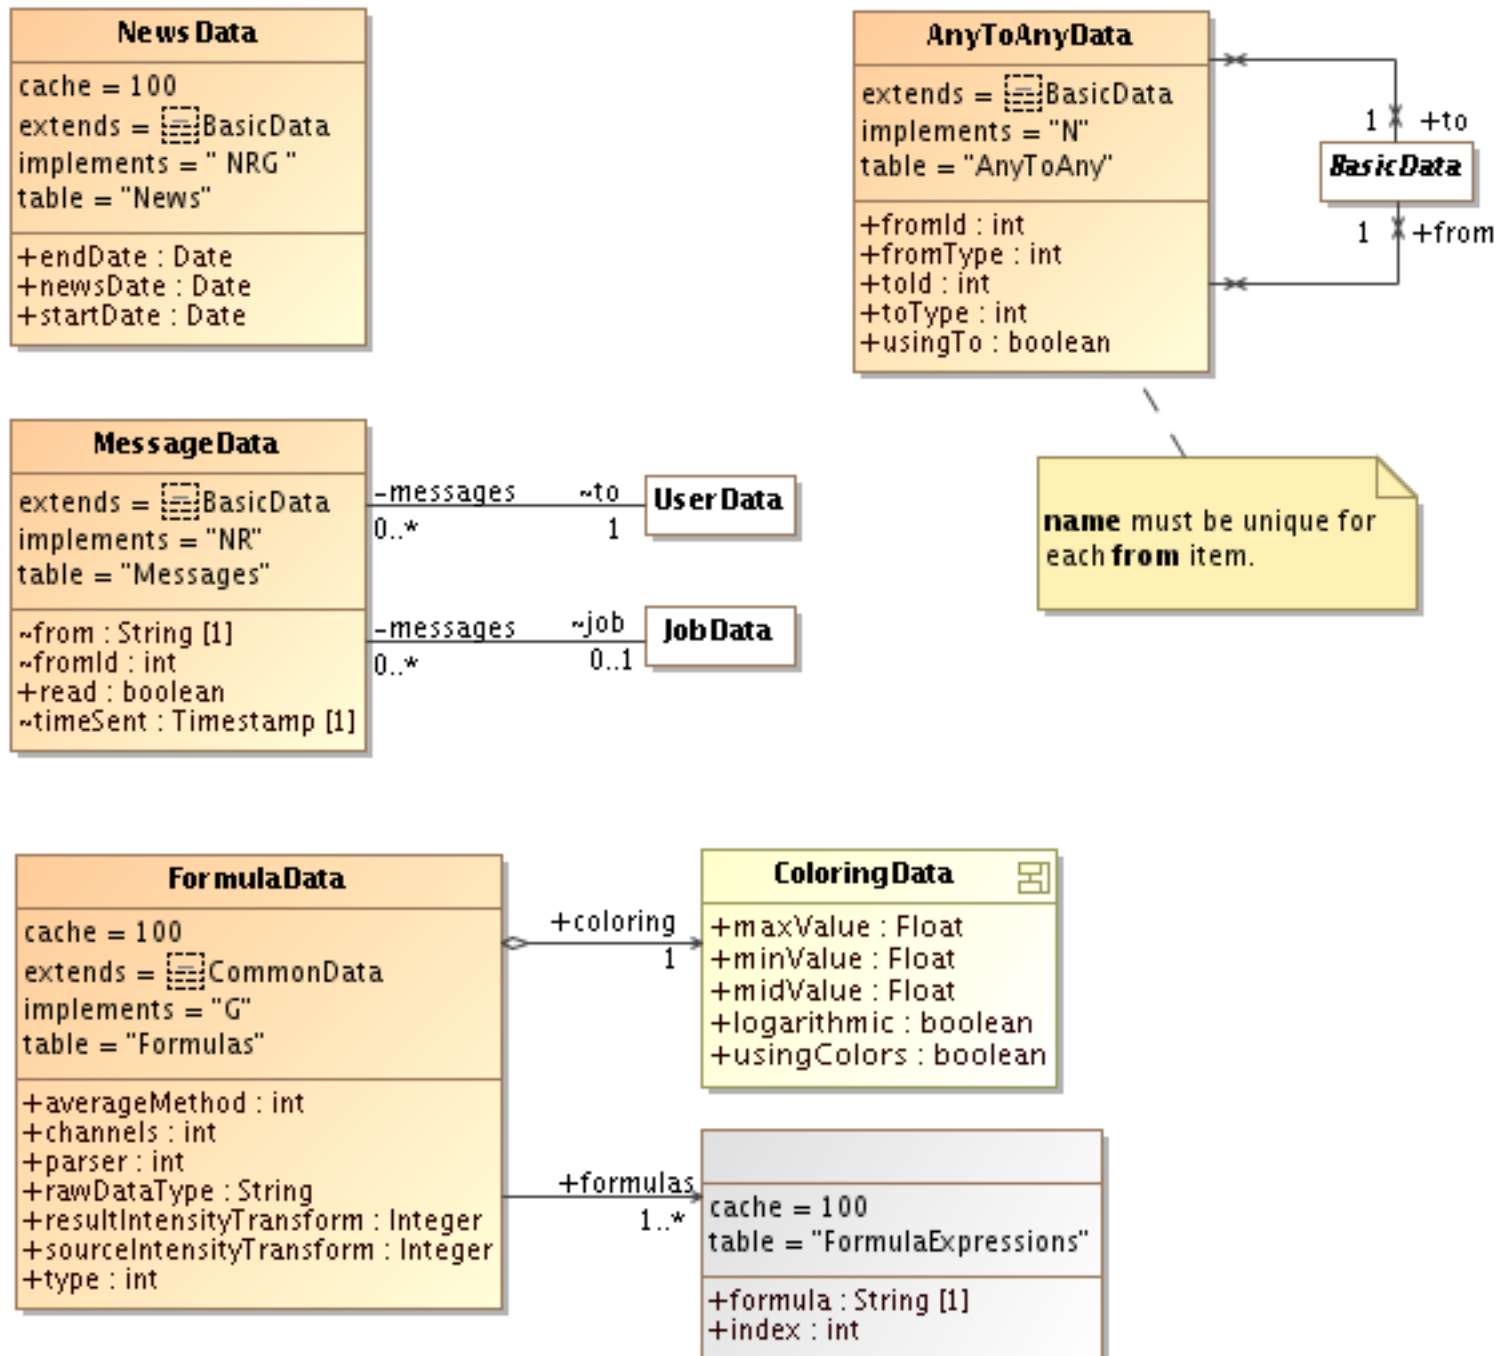 NewsData
cache = 100
extends = BasicData
implements = " NRG "
table = "News"
+endDate : Date
+newsDate : Date
+startDate : Date
AnyToAnyData
extends = BasicData
implements = "N"
table = "AnyToAny"
+fromId : int
+fromType : int
+toId : int
+toType : int
+usingTo : boolean
1 +to
BasicData
1 +from
name must be unique for
each from item.
MessageData
extends = BasicData
implements = "NR"
table = "Messages"
~from : String [1]
~fromId : int
+read : boolean
~timeSent : Timestamp [1]
-messages ~to
0..* 1
UserData
-messages ~job
0..* 0..1
JobData
FormulaData
cache = 100
extends = CommonData
implements = "G"
table = "Formulas"
+averageMethod : int
+channels : int
+parser : int
+rawDataType : String
+resultIntensityTransform : Integer
+sourceIntensityTransform : Integer
+type : int
+coloring
1
ColoringData
+maxValue : Float
+minValue : Float
+midValue : Float
+logarithmic : boolean
+usingColors : boolean
+formulas
1..*
cache = 100
table = "FormulaExpressions"
+formula : String [1]
+index : int